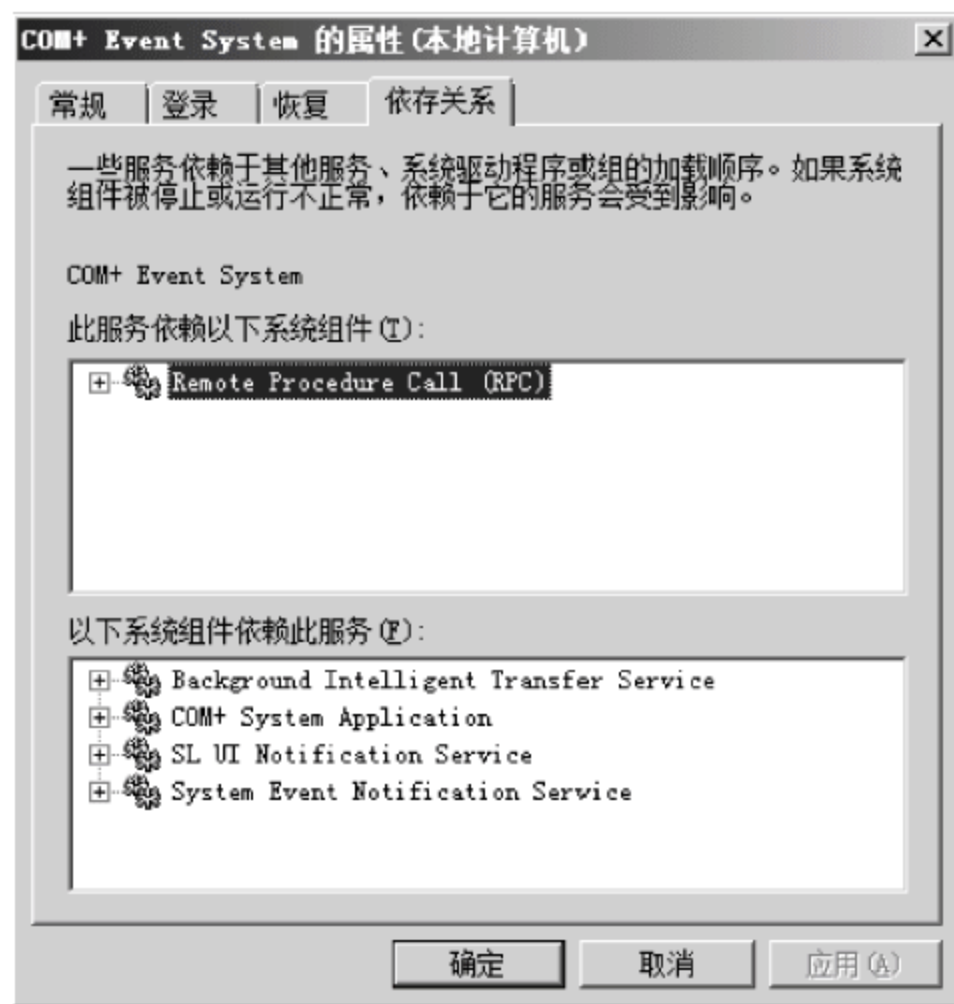 COM+ Event System 的属性(本地计算机)
常规 登录 恢复 依存关系
一些服务依赖于其他服务、系统驱动程序或组的加载顺序。如果系统
组件被停止或运行不正常，依赖于它的服务会受到影响。
COM+ Event System
此服务依赖以下系统组件(T):
Remote Procedure Call (RPC)
以下系统组件依赖此服务(F):
Background Intelligent Transfer Service
COM+ System Application
SL UI Notification Service
System Event Notification Service
确定 取消 应用(A)